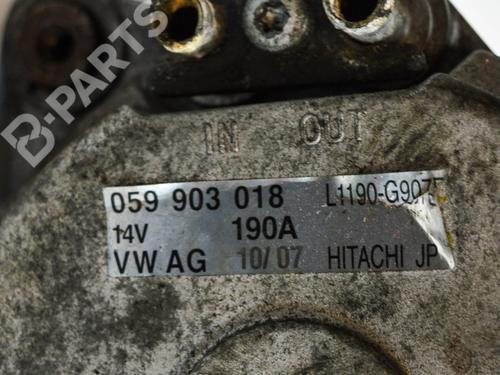 B-PARTS
IN OUT
059 903 018 L1190-G907
14V 190A
VW AG 10/07 HITACHI JP